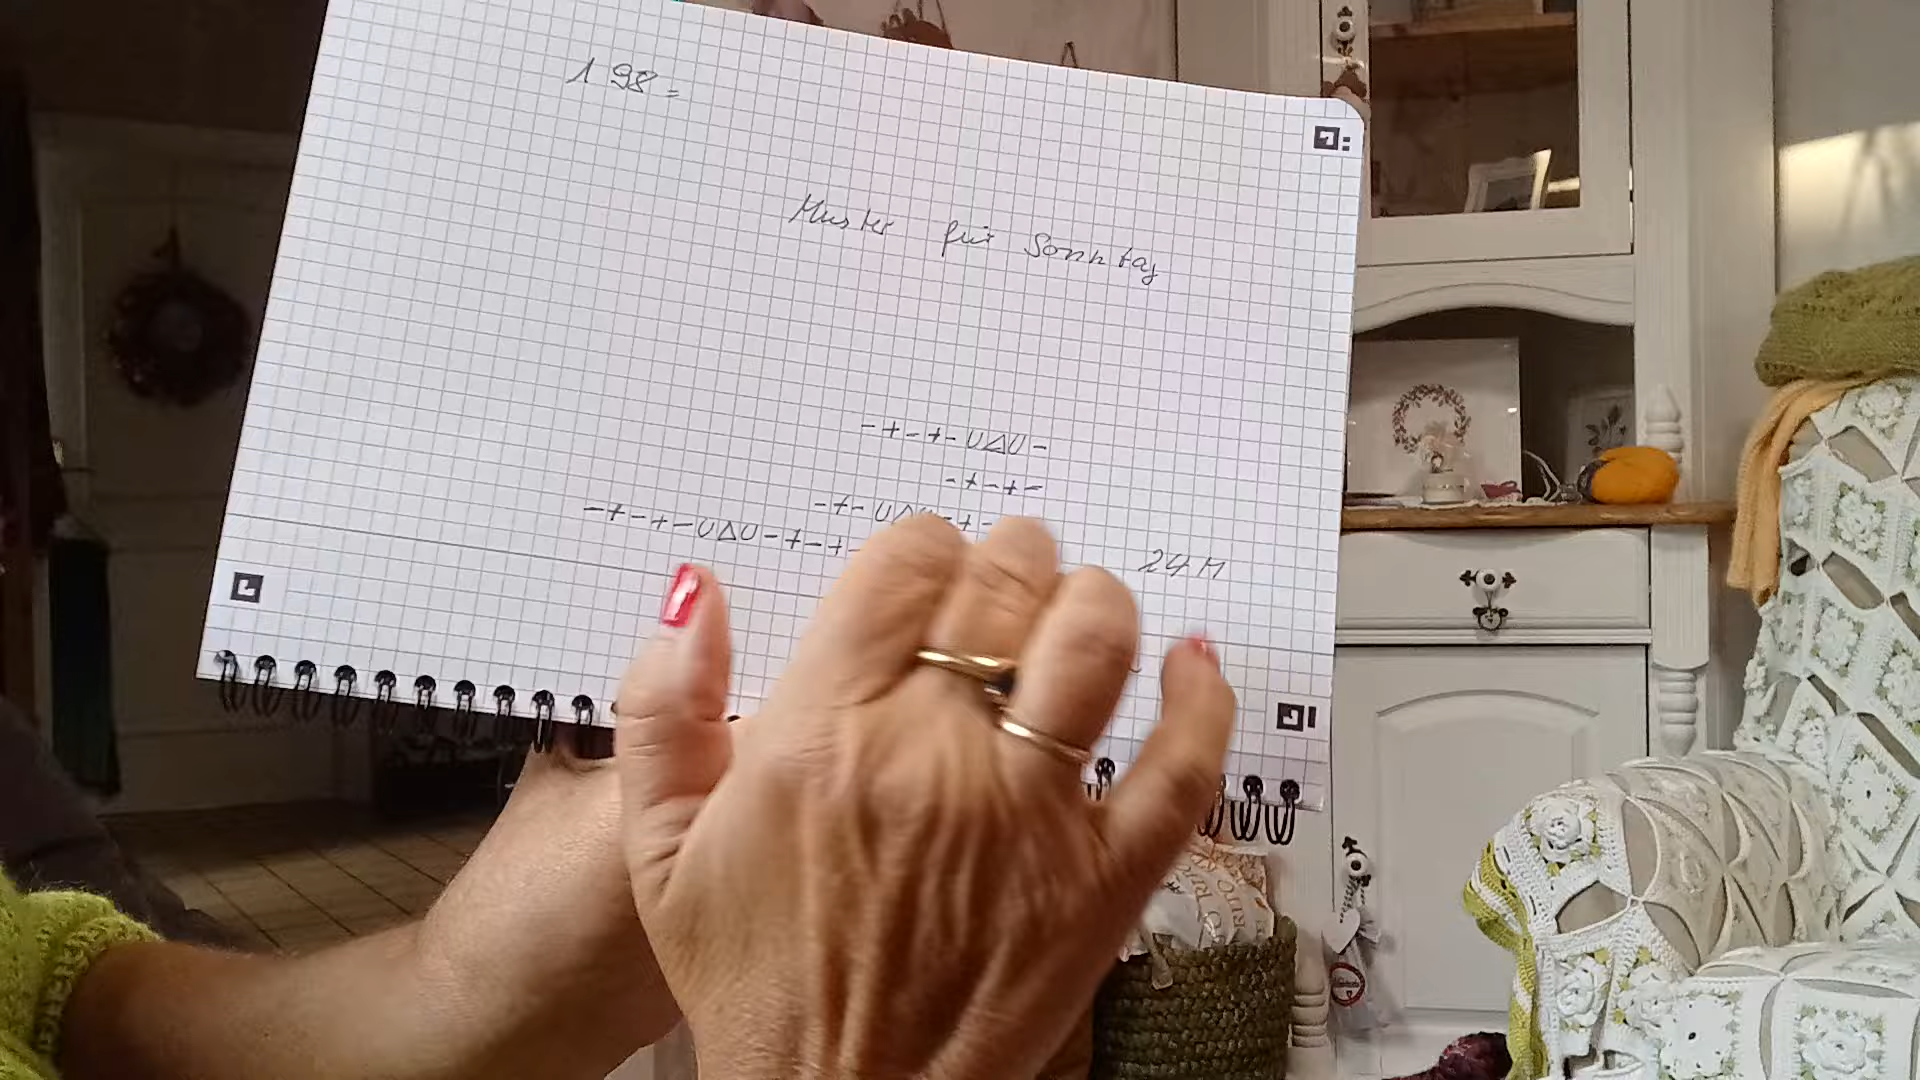 198 =
Muster für Sonntag
- + - + - U Δ U -
- + - + -
- + - U Δ U - + -
- + - + - U Δ U - + - + -
24 M